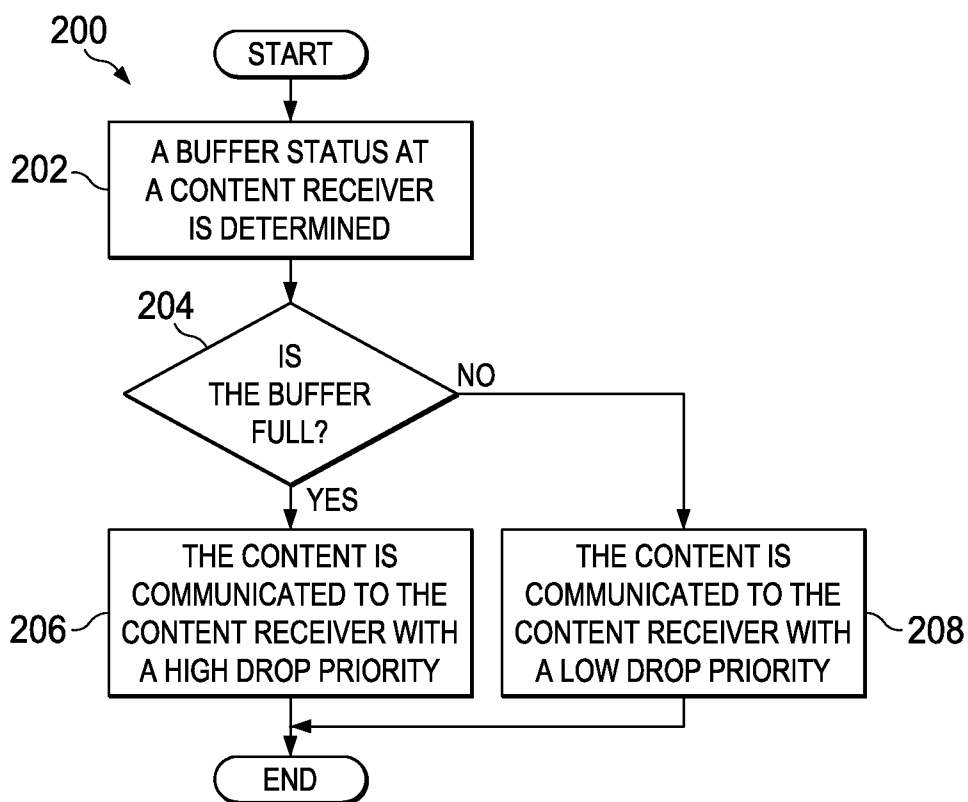 200
START
202
A BUFFER STATUS AT
A CONTENT RECEIVER
IS DETERMINED
204
IS
THE BUFFER
FULL?
NO
YES
206
THE CONTENT IS
COMMUNICATED TO THE
CONTENT RECEIVER WITH
A HIGH DROP PRIORITY
THE CONTENT IS
COMMUNICATED TO THE
CONTENT RECEIVER WITH
A LOW DROP PRIORITY
208
END